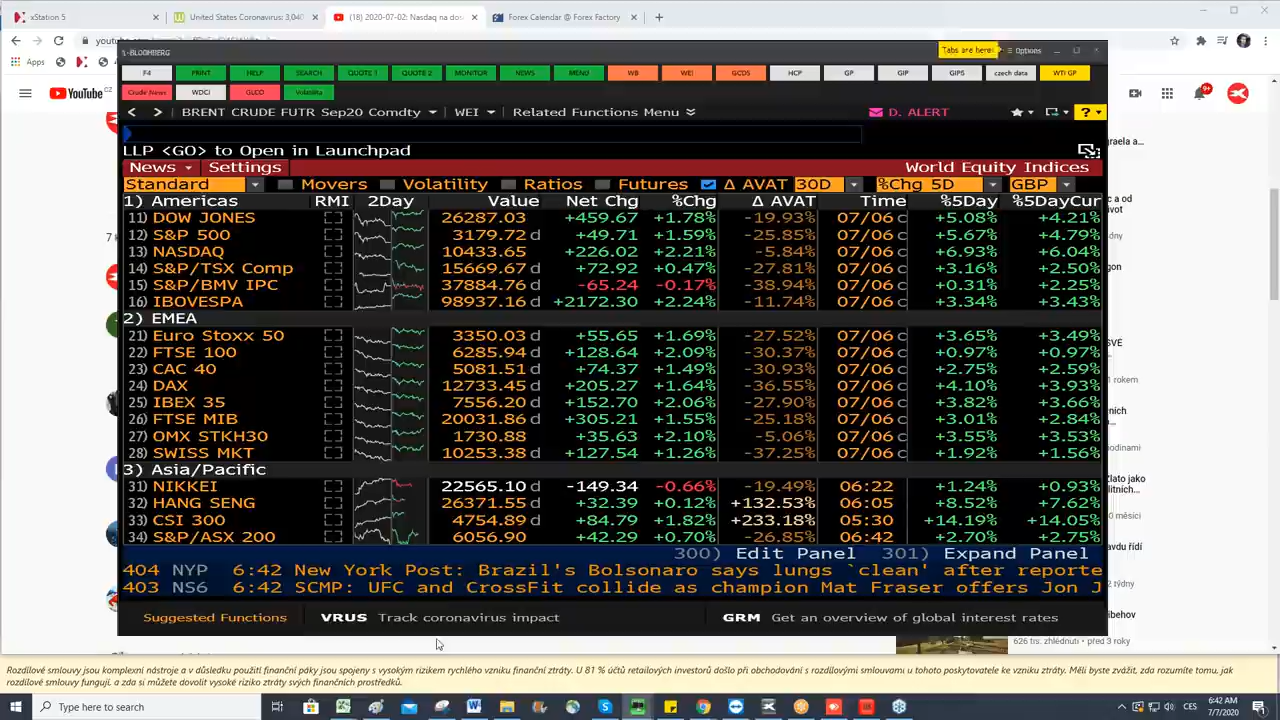 xStation 5
United States Coronavirus: 3,040
(18) 2020-07-02: Nasdaq na do
Forex Calendar @ Forex Factory
Apps
YouTube CZ
1-BLOOMBERG
Tabs are here!
Options
F4 PRINT HELP SEARCH QUOTE 1 QUOTE 2 MONITOR NEWS MENU WB WEI GCDS HCP GP GIP GIPS czech data WTI GP
Crude News WDCI GLCO Volatilita
BRENT CRUDE FUTR Sep20 Comdty WEI Related Functions Menu D. ALERT
LLP <GO> to Open in Launchpad
News Settings World Equity Indices
Standard Movers Volatility Ratios Futures Δ AVAT 30D %Chg 5D GBP
1) Americas RMI 2Day Value Net Chg %Chg Δ AVAT Time %5Day %5DayCur
11) DOW JONES 26287.03 +459.67 +1.78% -19.93% 07/06 c +5.08% +4.21%
12) S&P 500 3179.72 d +49.71 +1.59% -25.85% 07/06 c +5.67% +4.79%
13) NASDAQ 10433.65 +226.02 +2.21% -5.84% 07/06 c +6.93% +6.04%
14) S&P/TSX Comp 15669.67 d +72.92 +0.47% -27.81% 07/06 c +3.16% +2.50%
15) S&P/BMV IPC 37884.76 d -65.24 -0.17% -38.94% 07/06 c +0.31% +2.25%
16) IBOVESPA 98937.16 d +2172.30 +2.24% -11.74% 07/06 c +3.34% +3.43%
2) EMEA
21) Euro Stoxx 50 3350.03 d +55.65 +1.69% -27.52% 07/06 c +3.65% +3.49%
22) FTSE 100 6285.94 d +128.64 +2.09% -30.37% 07/06 c +0.97% +0.97%
23) CAC 40 5081.51 d +74.37 +1.49% -30.93% 07/06 c +2.75% +2.59%
24) DAX 12733.45 d +205.27 +1.64% -36.55% 07/06 c +4.10% +3.93%
25) IBEX 35 7556.20 d +152.70 +2.06% -27.90% 07/06 c +3.82% +3.66%
26) FTSE MIB 20031.86 d +305.21 +1.55% -25.18% 07/06 c +3.01% +2.84%
27) OMX STKH30 1730.88 +35.63 +2.10% -5.06% 07/06 c +3.55% +3.53%
28) SWISS MKT 10253.38 d +127.54 +1.26% -37.25% 07/06 c +1.92% +1.56%
3) Asia/Pacific
31) NIKKEI 22565.10 d -149.34 -0.66% -19.49% 06:22 +1.24% +0.93%
32) HANG SENG 26371.55 d +32.39 +0.12% +132.53% 06:05 +8.52% +7.62%
33) CSI 300 4754.89 d +84.79 +1.82% +233.18% 05:30 +14.19% +14.05%
34) S&P/ASX 200 6056.90 d +42.29 +0.70% -26.85% 06:42 +2.70% +2.75%
300) Edit Panel 301) Expand Panel
404 NYP 6:42 New York Post: Brazil's Bolsonaro says lungs `clean' after reporte
403 NS6 6:42 SCMP: UFC and CrossFit collide as champion Mat Fraser offers Jon J
Suggested Functions VRUS Track coronavirus impact GRM Get an overview of global interest rates
626 tis. zhlédnutí • před 3 roky
Rozdílové smlouvy jsou komplexní nástroje a v důsledku použití finanční páky jsou spojeny s vysokým rizikem rychlého vzniku finanční ztráty. U 81 % účtů retailových investorů došlo při obchodování s rozdílovými smlouvami u tohoto poskytovatele ke vzniku ztráty. Měli byste zvážit, zda rozumíte tomu, jak
rozdílové smlouvy fungují, a zda si můžete dovolit vysoké riziko ztráty svých finančních prostředků.
Type here to search
CES
6:42 AM
7/7/2020